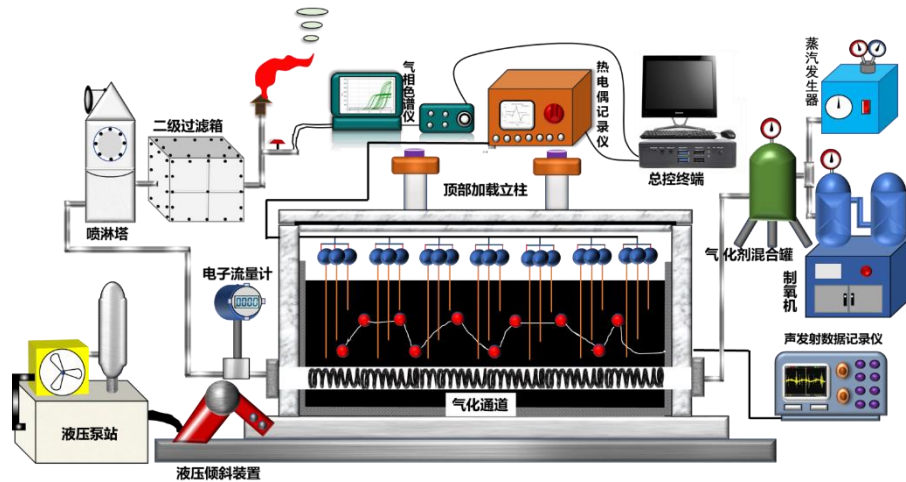 蒸汽发生器
气相色谱仪
热电偶记录仪
二级过滤箱
总控终端
顶部加载立柱
喷淋塔
气化剂混合罐
电子流量计
制氧机
0000
声发射数据记录仪
气化通道
液压泵站
液压倾斜装置